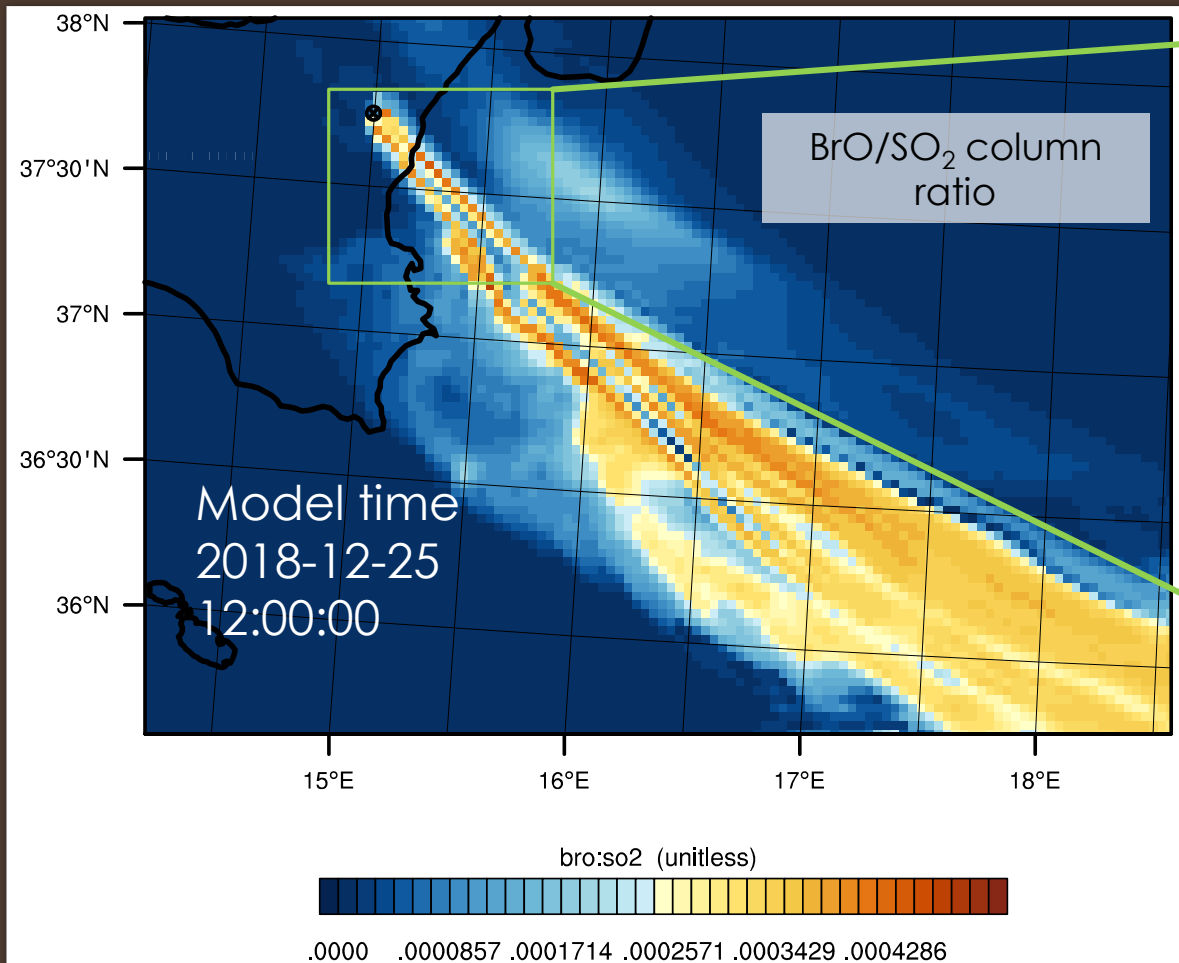 38°N
BrO/SO₂ column
ratio
37°30'N
37°N
36°30'N
Model time
2018-12-25
36°N
12:00:00
15°E 16°E 17°E 18°E
bro:so2 (unitless)
.0000 .0000857 .0001714 .0002571 .0003429 .0004286